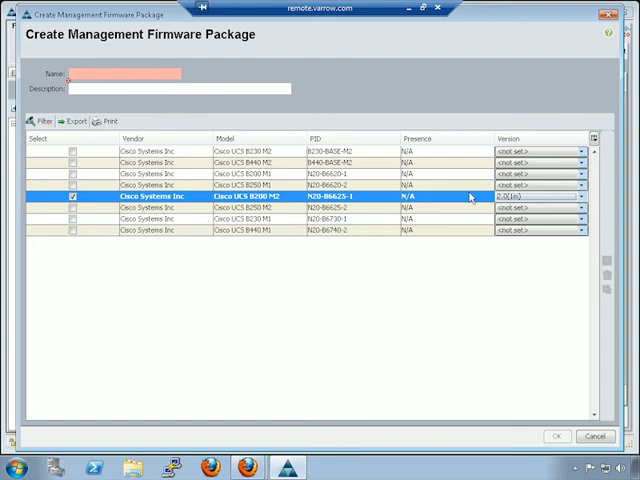 remote.varrow.com
Create Management Firmware Package
Create Management Firmware Package
Name:
Description:
Filter Export Print
Select Vendor Model PID Presence Version
Cisco Systems Inc Cisco UCS B230 M2 B230-BASE-M2 N/A <not set>
Cisco Systems Inc Cisco UCS B440 M2 B440-BASE-M2 N/A <not set>
Cisco Systems Inc Cisco UCS B200 M1 N20-B6620-1 N/A <not set>
Cisco Systems Inc Cisco UCS B250 M1 N20-B6620-2 N/A <not set>
Cisco Systems Inc Cisco UCS B200 M2 N20-B6625-1 N/A 2.0(1m)
Cisco Systems Inc Cisco UCS B250 M2 N20-B6625-2 N/A <not set>
Cisco Systems Inc Cisco UCS B230 M1 N20-B6730-1 N/A <not set>
Cisco Systems Inc Cisco UCS B440 M1 N20-B6740-2 N/A <not set>
OK Cancel